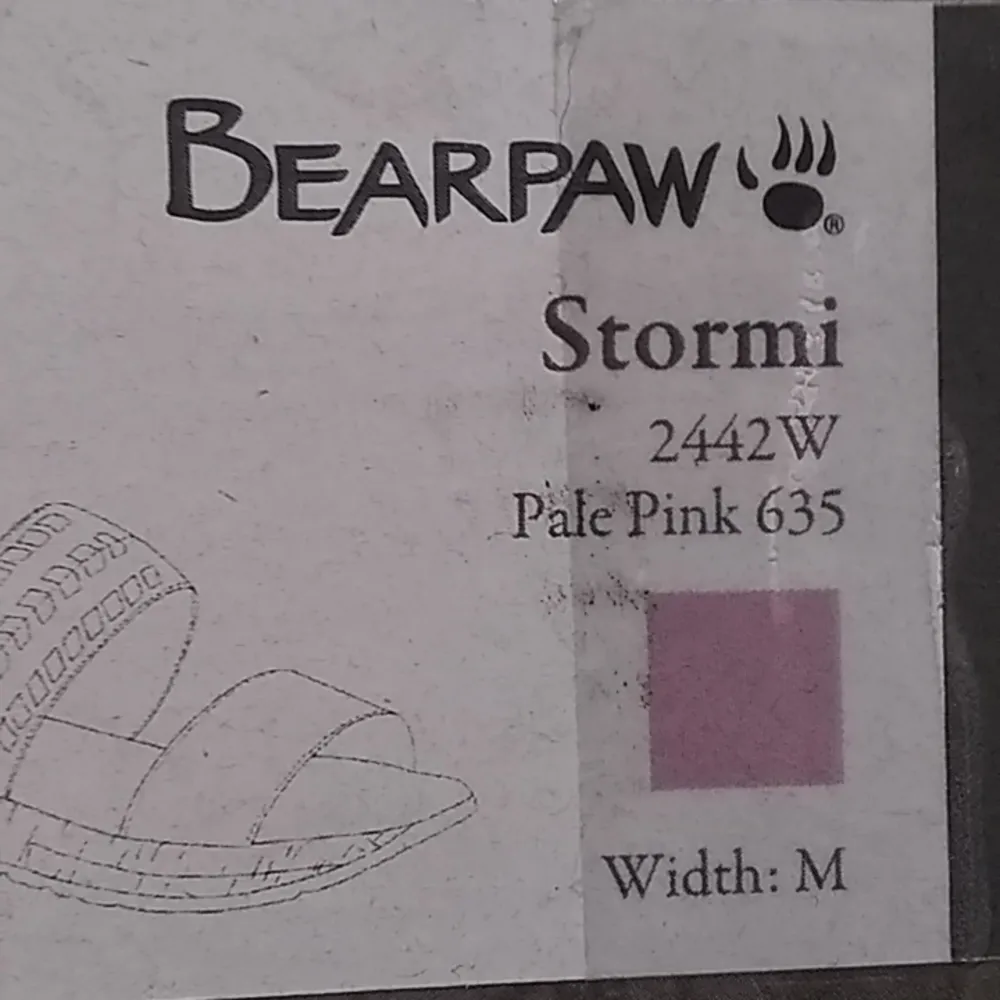 BEARPAW ®
Stormi
2442W
Pale Pink 635
Width: M